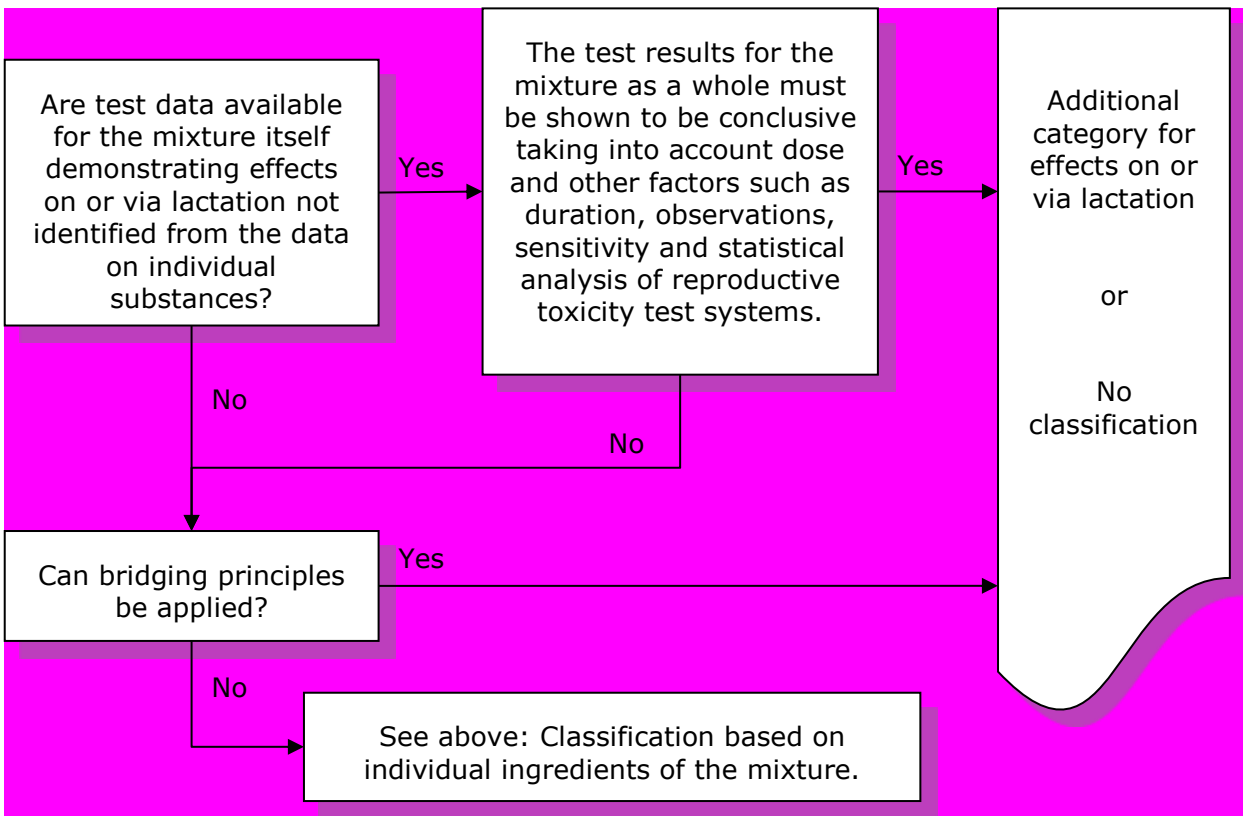 Are test data available
for the mixture itself
demonstrating effects
on or via lactation not
identified from the data
on individual
substances?
Yes
The test results for the
mixture as a whole must
be shown to be conclusive
taking into account dose
and other factors such as
duration, observations,
sensitivity and statistical
analysis of reproductive
toxicity test systems.
Yes
Additional
category for
effects on or
via lactation
or
No
classification
No
No
Can bridging principles
be applied?
Yes
No
See above: Classification based on
individual ingredients of the mixture.